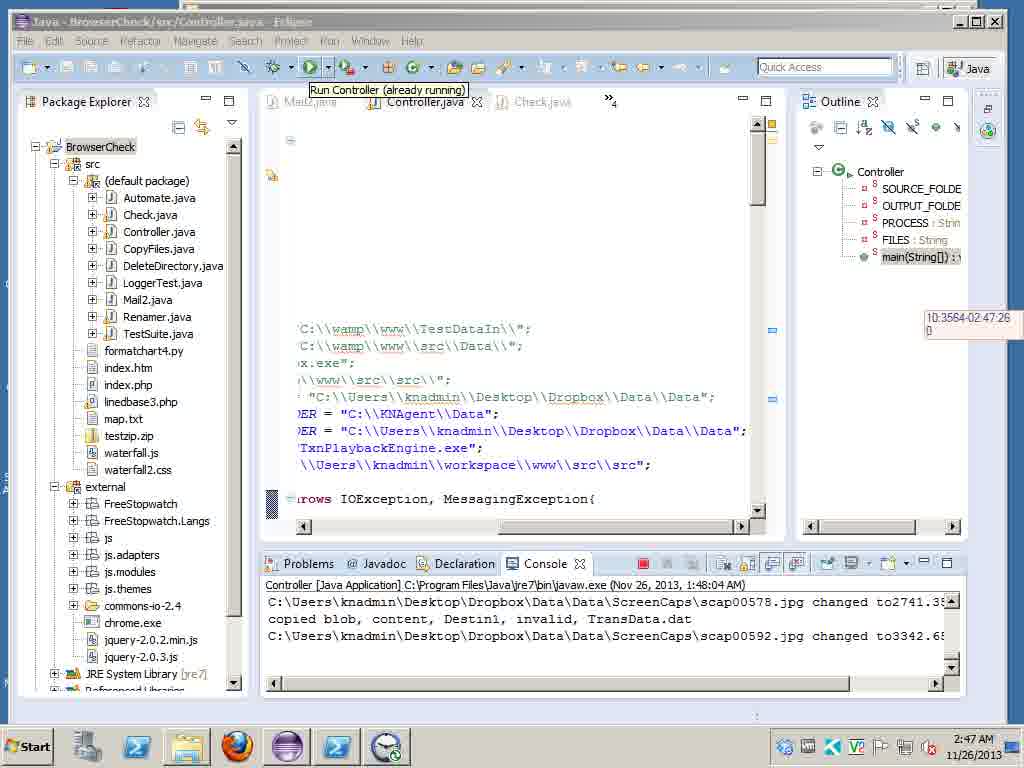 Java - BrowserCheck/src/Controller.java - Eclipse
File Edit Source Refactor Navigate Search Project Run Window Help
Quick Access
Java
Run Controller (already running)
Package Explorer
Mail2.java
Controller.java
Check.java
»4
Outline
BrowserCheck
src
(default package)
Automate.java
Check.java
Controller.java
CopyFiles.java
DeleteDirectory.java
LoggerTest.java
Mail2.java
Renamer.java
TestSuite.java
formatchart4.py
index.htm
index.php
linedbase3.php
map.txt
testzip.zip
waterfall.js
waterfall2.css
external
FreeStopwatch
FreeStopwatch.Langs
js
js.adapters
js.modules
js.themes
commons-io-2.4
chrome.exe
jquery-2.0.2.min.js
jquery-2.0.3.js
JRE System Library [jre7]
Referenced Libraries
C:\\wamp\\www\\TestDataIn\\";
C:\\wamp\\www\\src\\Data\\";
x.exe";
\\www\\src\\src\\";
= "C:\\Users\\knadmin\\Desktop\\Dropbox\\Data\\Data";
DER = "C:\\KNAgent\\Data";
DER = "C:\\Users\\knadmin\\Desktop\\Dropbox\\Data\\Data";
TxnPlaybackEngine.exe";
\\Users\\knadmin\\workspace\\www\\src\\src";
rows IOException, MessagingException{
Controller
SOURCE_FOLDE
OUTPUT_FOLDE
PROCESS : Strin
FILES : String
main(String[]) : v
10:3564-02:47:26
0
Problems @ Javadoc Declaration Console
Controller [Java Application] C:\Program Files\Java\jre7\bin\javaw.exe (Nov 26, 2013, 1:48:04 AM)
C:\Users\knadmin\Desktop\Dropbox\Data\Data\ScreenCaps\scap00578.jpg changed to2741.35
copied blob, content, Destin1, invalid, TransData.dat
C:\Users\knadmin\Desktop\Dropbox\Data\Data\ScreenCaps\scap00592.jpg changed to3342.65
Start
2:47 AM
11/26/2013